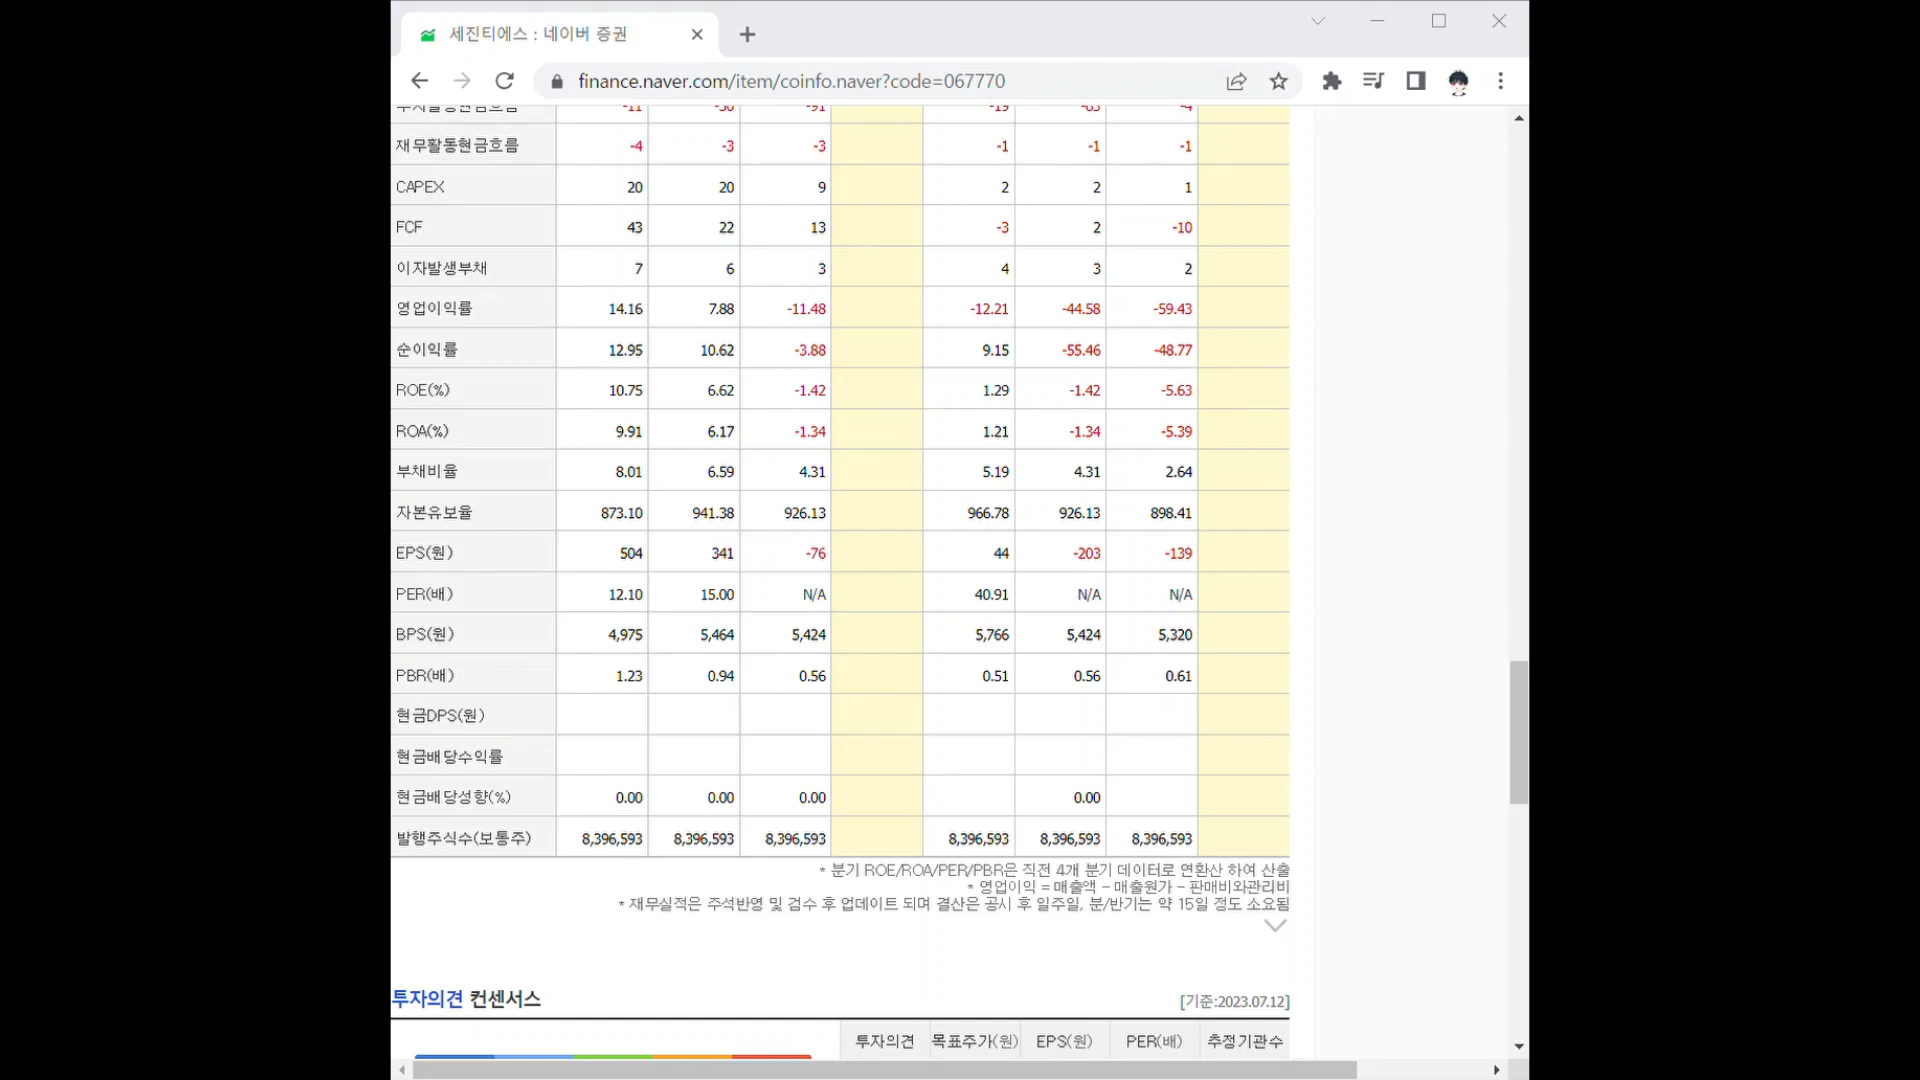 세진티에스 : 네이버 증권
finance.naver.com/item/coinfo.naver?code=067770
투자활동현금흐름 -11 -50 -91 -19 -63 -4
재무활동현금흐름 -4 -3 -3 -1 -1 -1
CAPEX 20 20 9 2 2 1
FCF 43 22 13 -3 2 -10
이자발생부채 7 6 3 4 3 2
영업이익률 14.16 7.88 -11.48 -12.21 -44.58 -59.43
순이익률 12.95 10.62 -3.88 9.15 -55.46 -48.77
ROE(%) 10.75 6.62 -1.42 1.29 -1.42 -5.63
ROA(%) 9.91 6.17 -1.34 1.21 -1.34 -5.39
부채비율 8.01 6.59 4.31 5.19 4.31 2.64
자본유보율 873.10 941.38 926.13 966.78 926.13 898.41
EPS(원) 504 341 -76 44 -203 -139
PER(배) 12.10 15.00 N/A 40.91 N/A N/A
BPS(원) 4,975 5,464 5,424 5,766 5,424 5,320
PBR(배) 1.23 0.94 0.56 0.51 0.56 0.61
현금DPS(원)
현금배당수익률
현금배당성향(%) 0.00 0.00 0.00 0.00
발행주식수(보통주) 8,396,593 8,396,593 8,396,593 8,396,593 8,396,593 8,396,593
* 분기 ROE/ROA/PER/PBR은 직전 4개 분기 데이터로 연환산 하여 산출
* 영업이익 = 매출액 - 매출원가 - 판매비와관리비
* 재무실적은 주석반영 및 검수 후 업데이트 되며 결산은 공시 후 일주일, 분/반기는 약 15일 정도 소요됨
투자의견 컨센서스 [기준:2023.07.12]
투자의견 목표주가(원) EPS(원) PER(배) 추정기관수